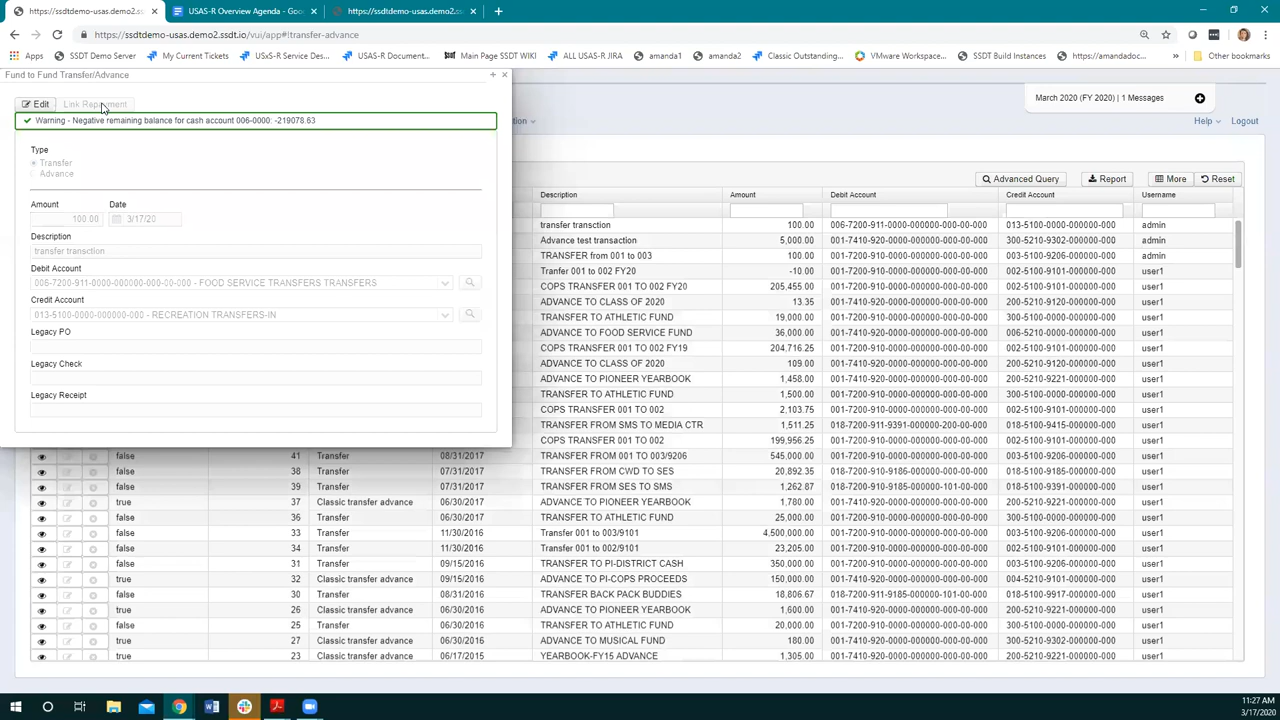 https://ssdtdemo-usas.demo2.ssdt.io
USAS-R Overview Agenda - Goo
https://ssdtdemo-usas.demo2.ssdt
ssdtdemo-usas.demo2.ssdt.io/vui/app#!transfer-advance
Apps
SSDT Demo Server
My Current Tickets
USxS-R Service Des...
USAS-R Document...
Main Page SSDT WIKI
ALL USAS-R JIRA
amanda1
amanda2
Classic Outstanding...
VMware Workspace...
SSDT Build Instances
https://amandadoc...
Other bookmarks
Fund to Fund Transfer/Advance
March 2020 (FY 2020) | 1 Messages
Help
Logout
Edit
Warning - Negative remaining balance for cash account 006-0000: -219078.63
Type
Transfer
Advance
Amount Date
100.00 3/17/20
Description
transfer transction
Debit Account
006-7200-911-0000-000000-000-00-000 - FOOD SERVICE TRANSFERS TRANSFERS
Credit Account
013-5100-0000-000000-000 - RECREATION TRANSFERS-IN
Legacy PO
Legacy Check
Legacy Receipt
Advanced Query
Report
More
Reset
Description Amount Debit Account Credit Account Username
transfer transction 100.00 006-7200-911-0000-000000-000-00-000 013-5100-0000-000000-000 admin
Advance test transaction 5,000.00 001-7410-920-0000-000000-000-00-000 300-5210-9302-000000-000 admin
TRANSFER from 001 to 003 100.00 001-7200-910-0000-000000-000-00-000 003-5100-9206-000000-000 admin
Tranfer 001 to 002 FY20 -10.00 001-7200-910-0000-000000-000-00-000 002-5100-9101-000000-000 user1
COPS TRANSFER 001 TO 002 FY20 205,455.00 001-7200-910-0000-000000-000-00-000 002-5100-9101-000000-000 user1
ADVANCE TO CLASS OF 2020 13.35 001-7410-920-0000-000000-000-00-000 200-5210-9120-000000-000 user1
TRANSFER TO ATHLETIC FUND 19,000.00 001-7200-910-0000-000000-000-00-000 300-5100-0000-000000-000 user1
ADVANCE TO FOOD SERVICE FUND 36,000.00 001-7410-920-0000-000000-000-00-000 006-5210-0000-000000-000 user1
COPS TRANSFER 001 TO 002 FY19 204,716.25 001-7200-910-0000-000000-000-00-000 002-5100-9101-000000-000 user1
ADVANCE TO CLASS OF 2020 109.00 001-7410-920-0000-000000-000-00-000 200-5210-9120-000000-000 user1
ADVANCE TO PIONEER YEARBOOK 1,458.00 001-7410-920-0000-000000-000-00-000 200-5210-9221-000000-000 user1
TRANSFER TO ATHLETIC FUND 1,500.00 001-7200-910-0000-000000-000-00-000 300-5100-0000-000000-000 user1
COPS TRANSFER 001 TO 002 2,103.75 001-7200-910-0000-000000-000-00-000 002-5100-9101-000000-000 user1
TRANSFER FROM SMS TO MEDIA CTR 1,511.25 018-7200-911-9391-000000-200-00-000 018-5100-9415-000000-000 user1
COPS TRANSFER 001 TO 002 199,956.25 001-7200-910-0000-000000-000-00-000 002-5100-9101-000000-000 user1
false 41 Transfer 08/31/2017 TRANSFER FROM 001 TO 003/9206 545,000.00 001-7200-910-0000-000000-000-00-000 003-5100-9206-000000-000 user1
false 38 Transfer 07/31/2017 TRANSFER FROM CWD TO SES 20,892.35 018-7200-910-9185-000000-000-00-000 018-5100-9185-000000-000 user1
false 39 Transfer 07/31/2017 TRANSFER FROM SES TO SMS 1,262.87 018-7200-910-9185-000000-101-00-000 018-5100-9391-000000-000 user1
true 37 Classic transfer advance 06/30/2017 ADVANCE TO PIONEER YEARBOOK 1,780.00 001-7410-920-0000-000000-000-00-000 200-5210-9221-000000-000 user1
false 36 Transfer 06/30/2017 TRANSFER TO ATHLETIC FUND 25,000.00 001-7200-910-0000-000000-000-00-000 300-5100-0000-000000-000 user1
false 33 Transfer 11/30/2016 Transfer 001 to 003/9101 4,500,000.00 001-7200-910-0000-000000-000-00-000 003-5100-9206-000000-000 user1
false 34 Transfer 11/30/2016 Transfer 001 to 002/9101 23,205.00 001-7200-910-0000-000000-000-00-000 002-5100-9101-000000-000 user1
false 31 Transfer 09/15/2016 TRANSFER TO PI-DISTRICT CASH 350,000.00 001-7200-910-0000-000000-000-00-000 003-5100-9206-000000-000 user1
true 32 Classic transfer advance 09/15/2016 ADVANCE TO PI-COPS PROCEEDS 150,000.00 001-7410-920-0000-000000-000-00-000 004-5210-9101-000000-000 user1
false 30 Transfer 08/31/2016 TRANSFER BACK PACK BUDDIES 18,806.67 018-7200-911-9185-000000-101-00-000 018-5100-9917-000000-000 user1
true 26 Classic transfer advance 06/30/2016 ADVANCE TO PIONEER YEARBOOK 1,600.00 001-7410-920-0000-000000-000-00-000 200-5210-9221-000000-000 user1
false 25 Transfer 06/30/2016 TRANSFER TO ATHLETIC FUND 20,000.00 001-7200-910-0000-000000-000-00-000 300-5100-0000-000000-000 user1
true 27 Classic transfer advance 06/30/2016 ADVANCE TO MUSICAL FUND 180.00 001-7410-920-0000-000000-000-00-000 300-5210-9302-000000-000 user1
true 23 Classic transfer advance 06/17/2015 YEARBOOK-FY15 ADVANCE 1,305.00 001-7410-920-0000-000000-000-00-000 200-5210-9221-000000-000 user1
11:27 AM
3/17/2020